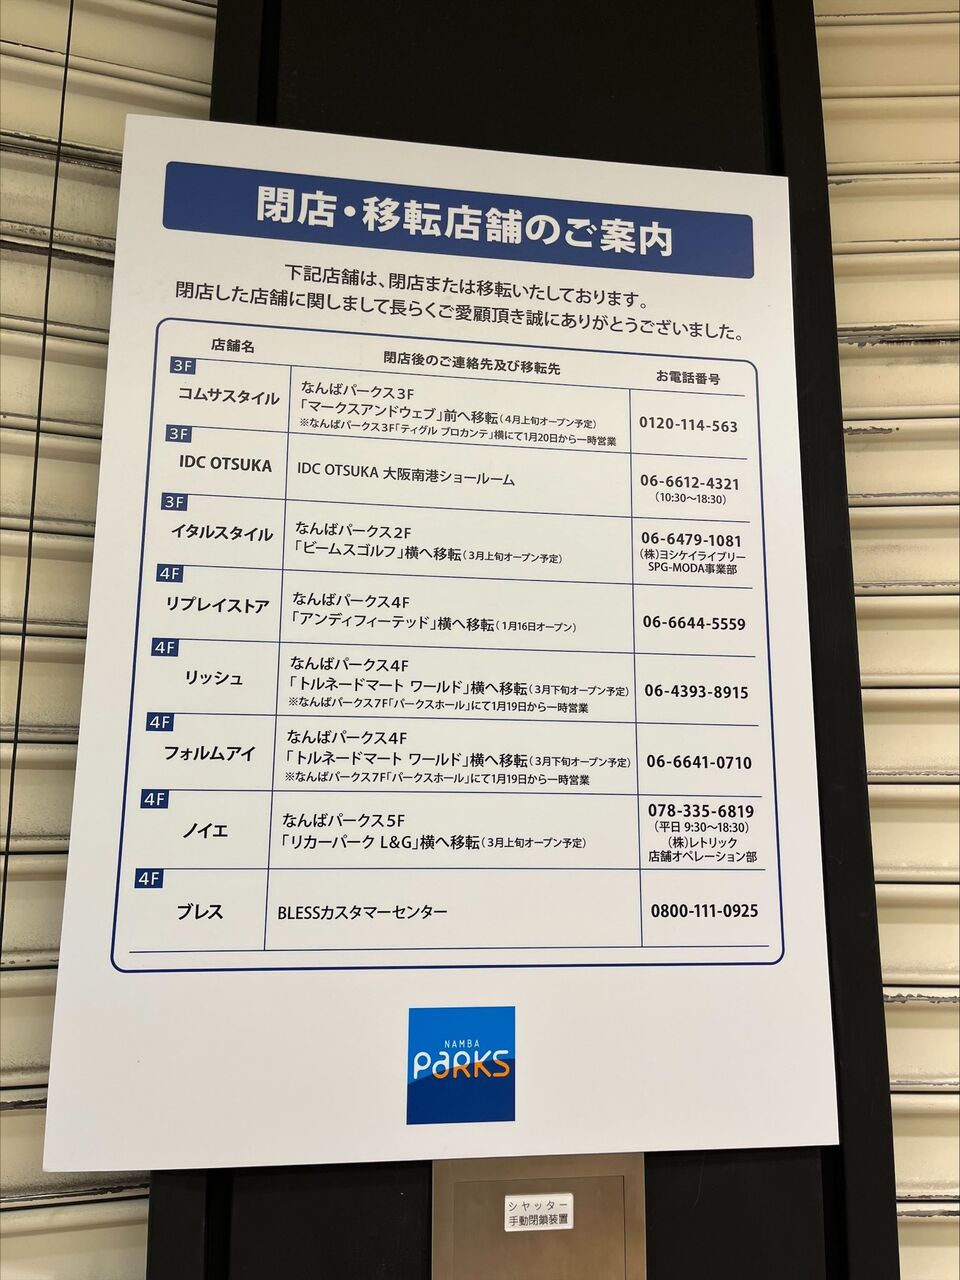 閉店・移転店舗のご案内
下記店舗は、閉店または移転いたしております。
閉店した店舗に関しまして長らくご愛顧頂き誠にありがとうございました。
店舗名 閉店後のご連絡先及び移転先 お電話番号
3F
コムサスタイル
なんばパークス3F
「マークスアンドウェブ」前へ移転(4月上旬オープン予定)
※なんばパークス3F「ティグル ブロカンテ」横にて1月20日から一時営業
0120-114-563
3F
IDC OTSUKA
IDC OTSUKA 大阪南港ショールーム
06-6612-4321
(10:30〜18:30)
3F
イタルスタイル
なんばパークス2F
「ビームスゴルフ」横へ移転(3月上旬オープン予定)
06-6479-1081
(株)ヨシケイライブリー
SPG-MODA事業部
4F
リプレイストア
なんばパークス4F
「アンディフィーテッド」横へ移転(1月16日オープン)
06-6644-5559
4F
リッシュ
なんばパークス4F
「トルネードマート ワールド」横へ移転(3月下旬オープン予定)
※なんばパークス7F「パークスホール」にて1月19日から一時営業
06-4393-8915
4F
フォルムアイ
なんばパークス4F
「トルネードマート ワールド」横へ移転(3月下旬オープン予定)
※なんばパークス7F「パークスホール」にて1月19日から一時営業
06-6641-0710
4F
ノイエ
なんばパークス5F
「リカーパーク L&G」横へ移転(3月上旬オープン予定)
078-335-6819
(平日 9:30〜18:30)
(株)レトリック
店舗オペレーション部
4F
ブレス
BLESSカスタマーセンター
0800-111-0925
NAMBA
PARKS
シャッター
手動閉鎖装置